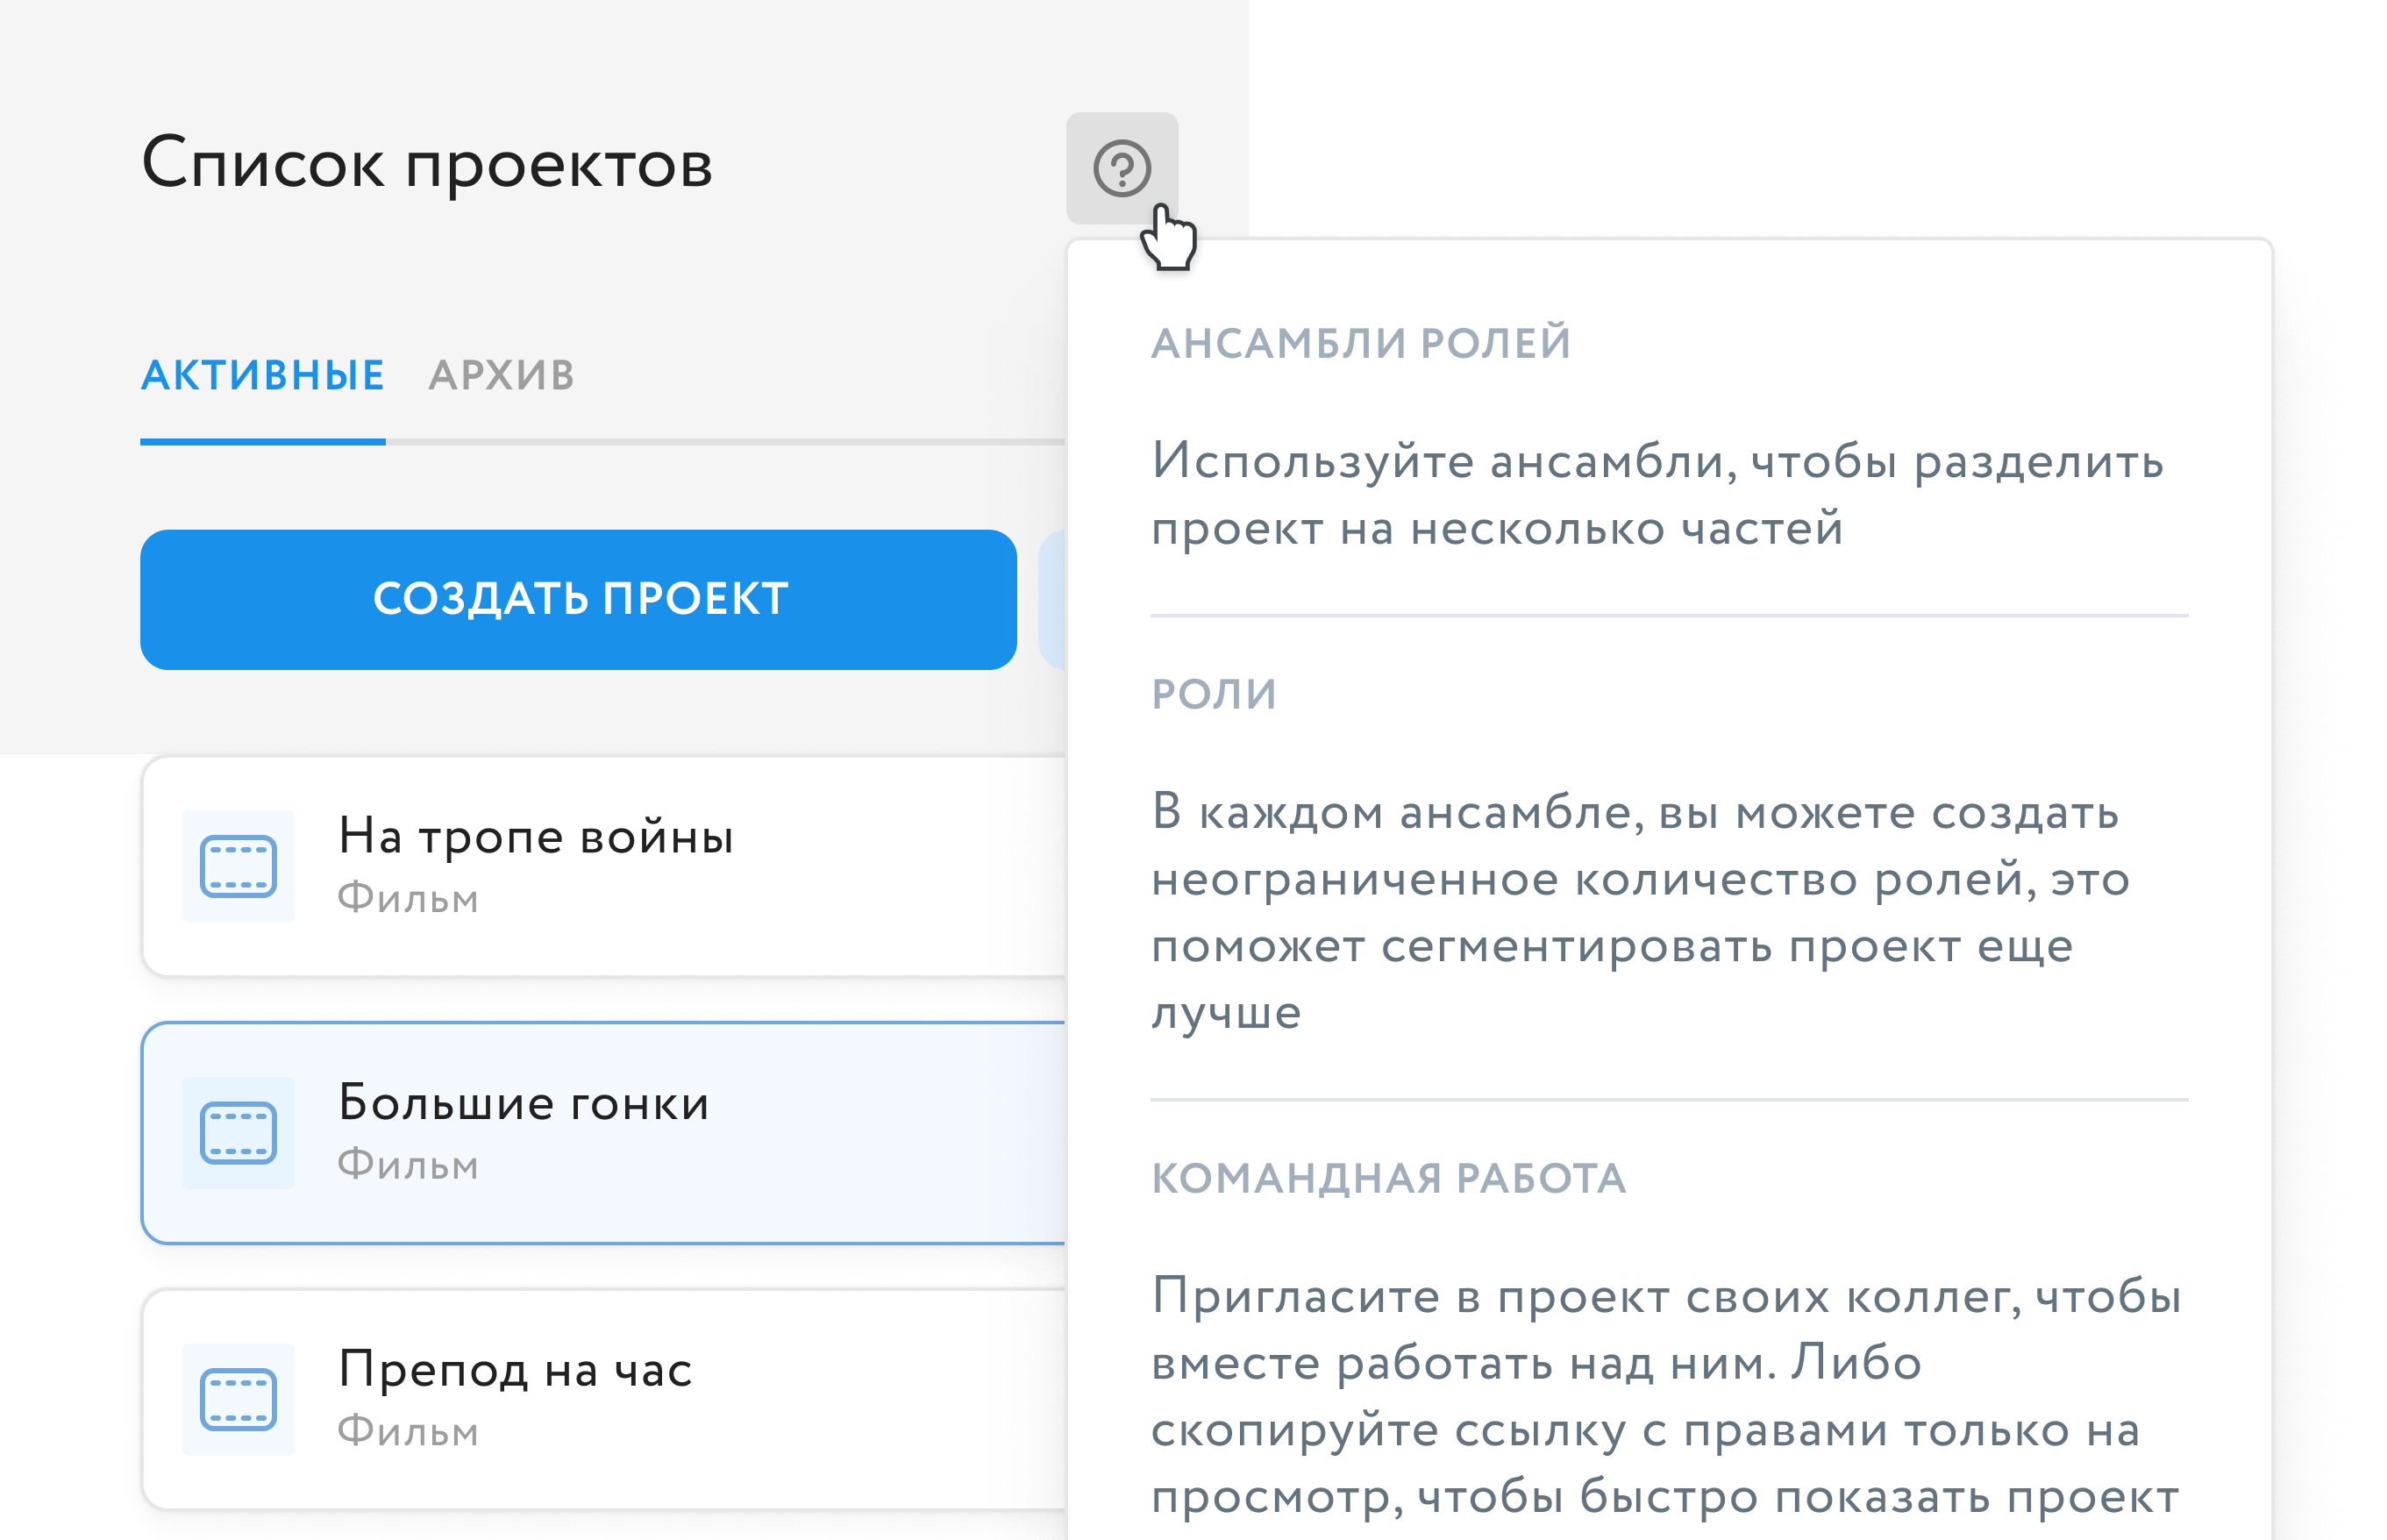 Список проектов
АКТИВНЫЕ АРХИВ
СОЗДАТЬ ПРОЕКТ
На тропе войны
Фильм
Большие гонки
Фильм
Препод на час
Фильм
АНСАМБЛИ РОЛЕЙ
Используйте ансамбли, чтобы разделить
проект на несколько частей
РОЛИ
В каждом ансамбле, вы можете создать
неограниченное количество ролей, это
поможет сегментировать проект еще
лучше
КОМАНДНАЯ РАБОТА
Пригласите в проект своих коллег, чтобы
вместе работать над ним. Либо
скопируйте ссылку с правами только на
просмотр, чтобы быстро показать проект